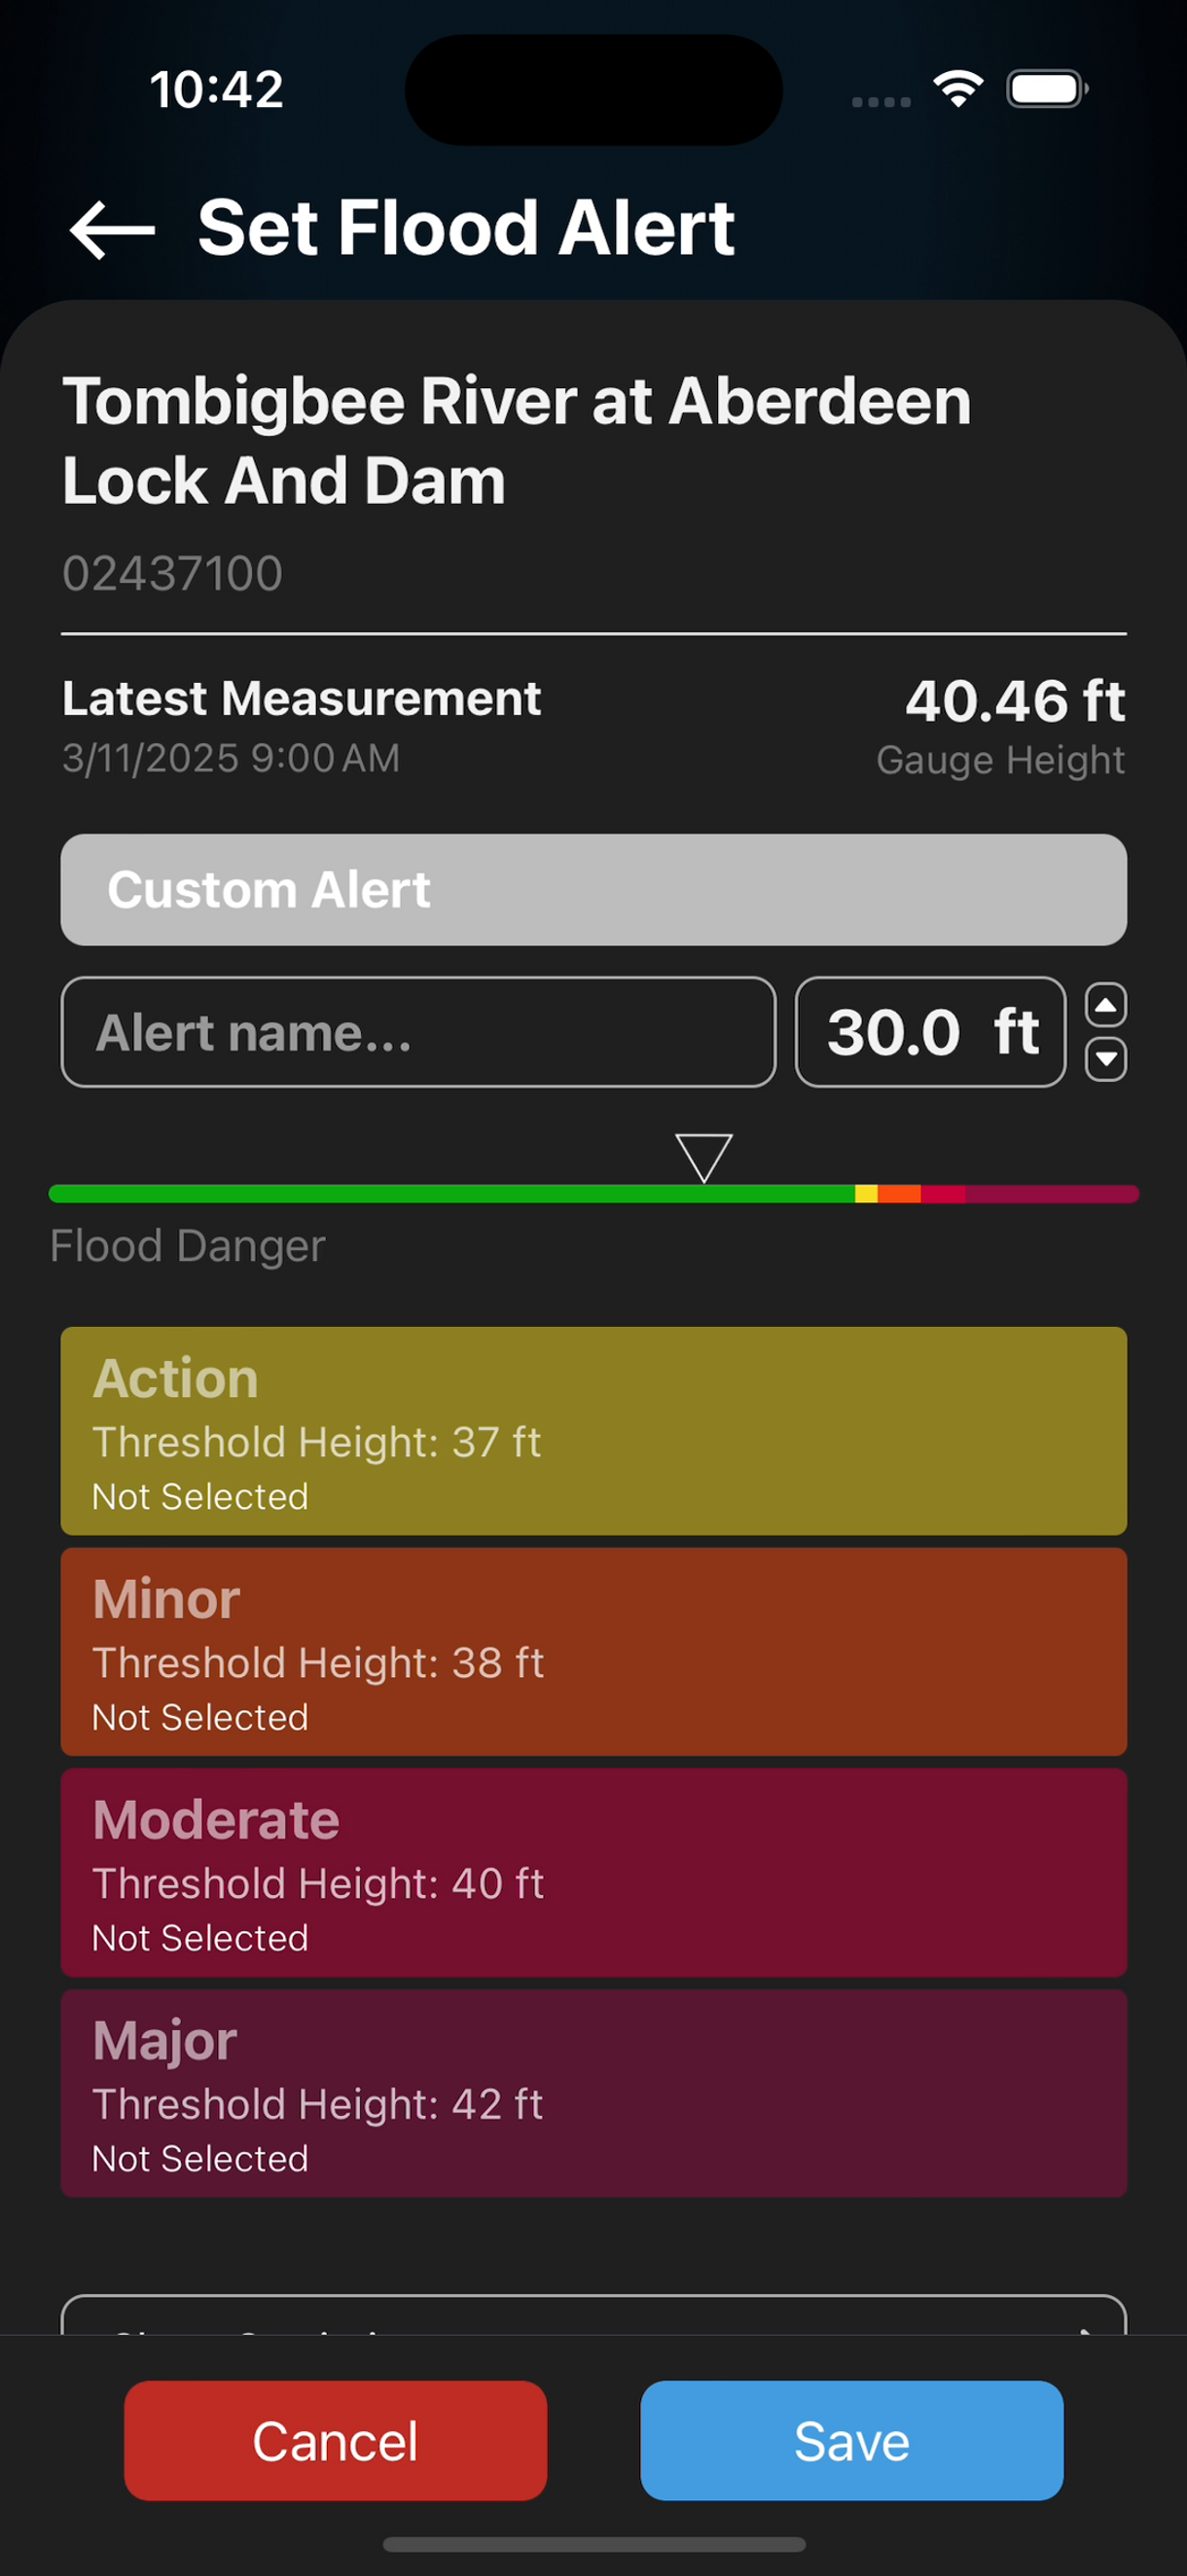 10:42
Set Flood Alert
Tombigbee River at Aberdeen
Lock And Dam
02437100
Latest Measurement
40.46 ft
3/11/2025 9:00 AM
Gauge Height
Custom Alert
Alert name...
30.0 ft
Flood Danger
Action
Threshold Height: 37 ft
Not Selected
Minor
Threshold Height: 38 ft
Not Selected
Moderate
Threshold Height: 40 ft
Not Selected
Major
Threshold Height: 42 ft
Not Selected
Cancel
Save